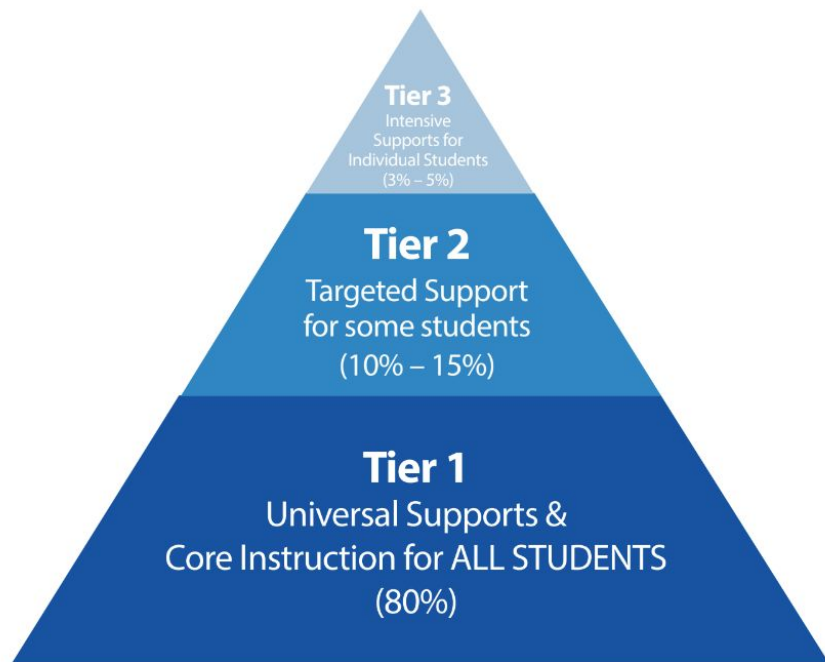 Tier 3
Intensive
Supports for
Individual Students
(3% – 5%)
Tier 2
Targeted Support
for some students
(10% – 15%)
Tier 1
Universal Supports &
Core Instruction for ALL STUDENTS
(80%)